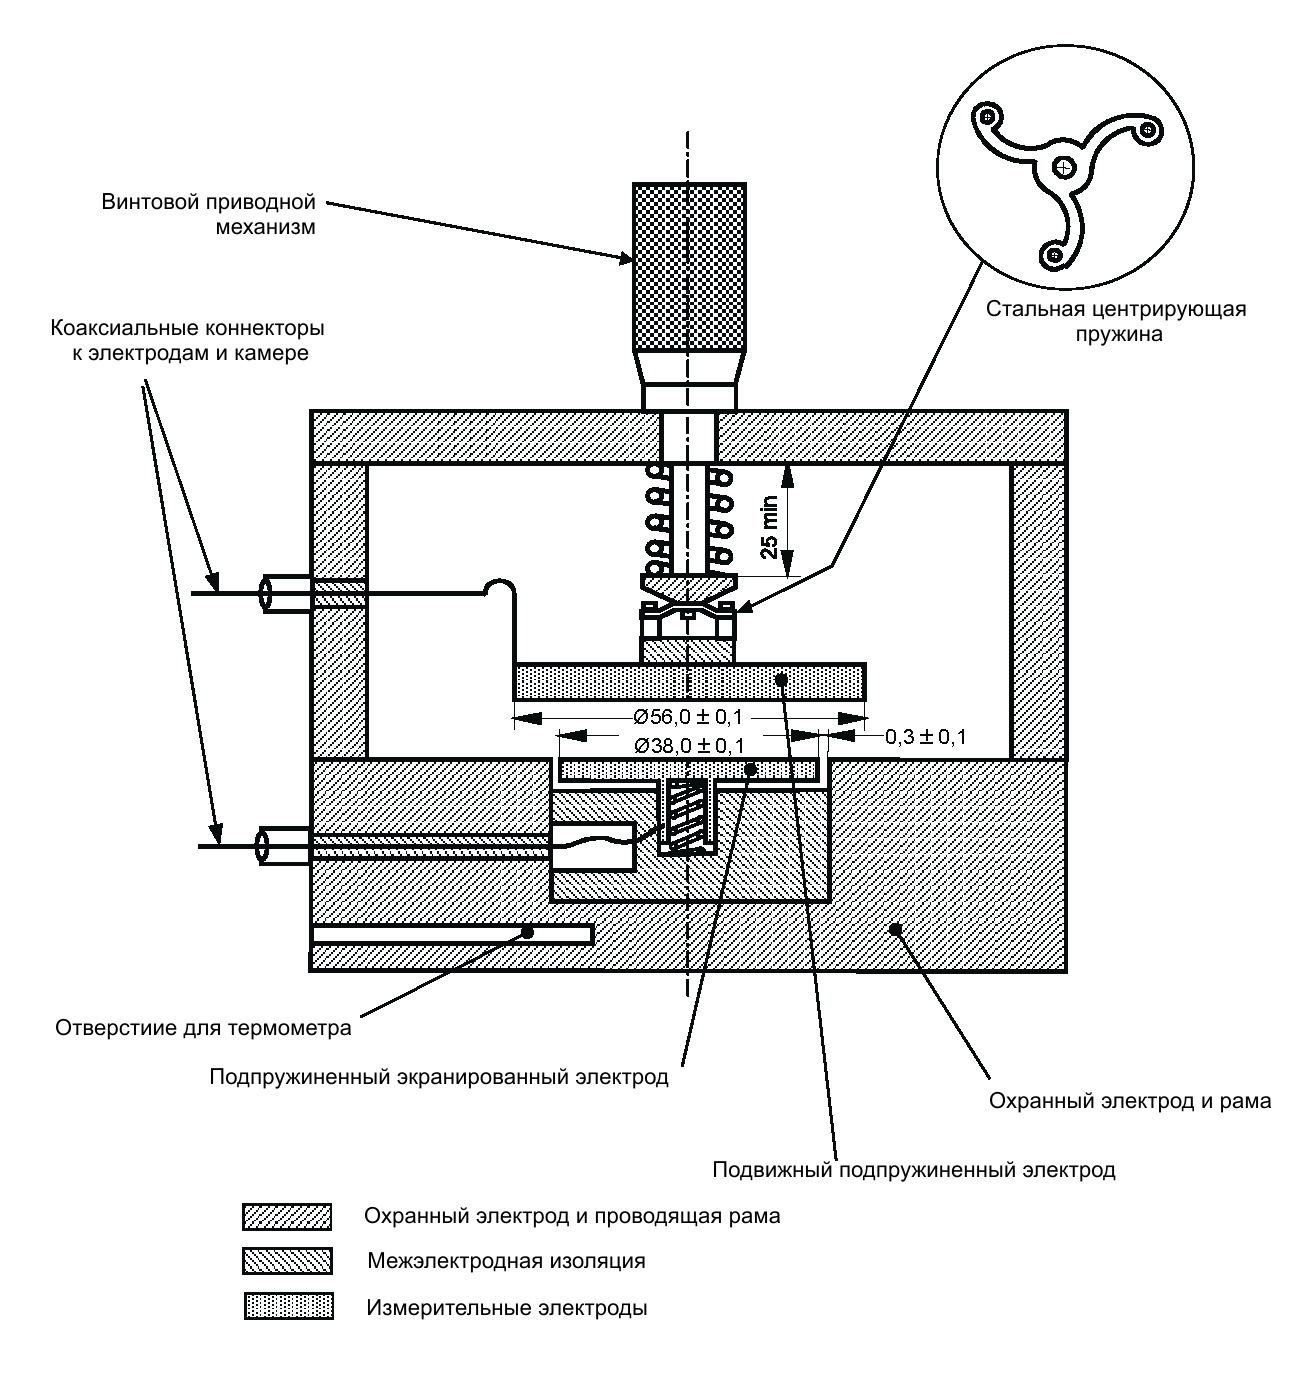 Винтовой приводной
механизм
Коаксиальные коннекторы
к электродам и камере
Стальная центрирующая
пружина
25 min
Ø56,0 ± 0,1
Ø38,0 ± 0,1
0,3 ± 0,1
Отверстиие для термометра
Подпружиненный экранированный электрод
Охранный электрод и рама
Подвижный подпружиненный электрод
Охранный электрод и проводящая рама
Межэлектродная изоляция
Измерительные электроды